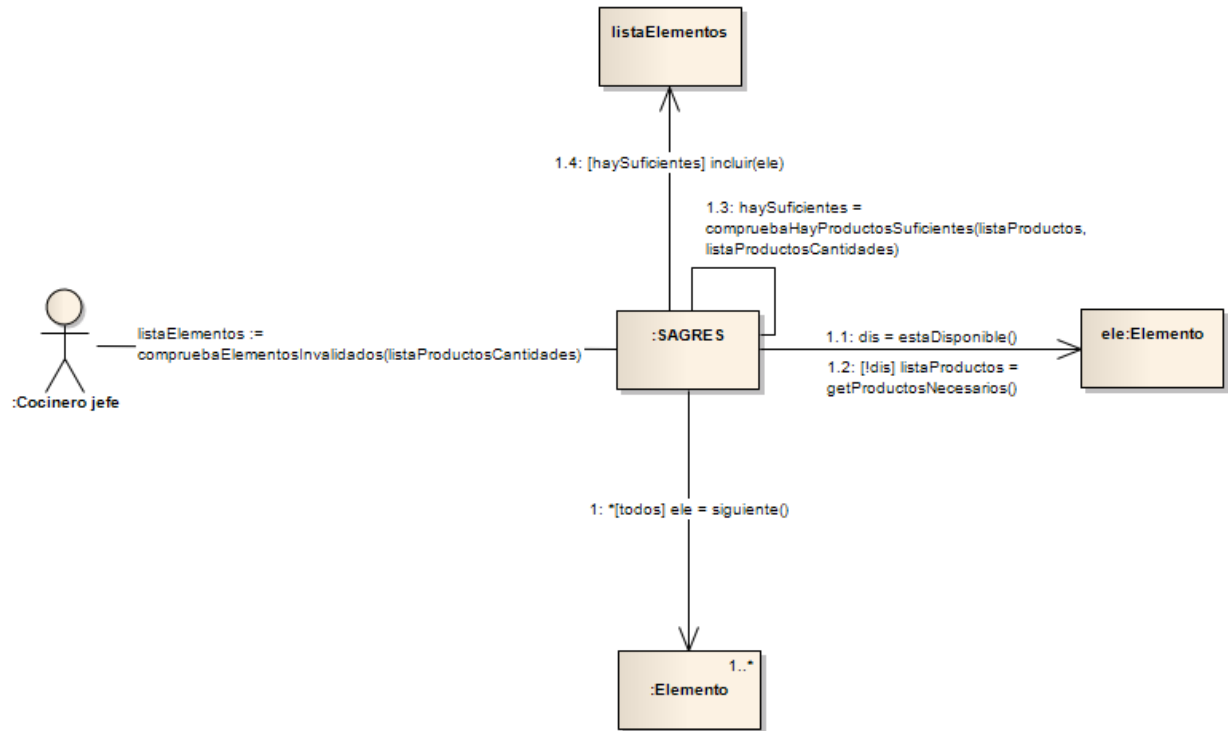 listaElementos
1.4: [haySuficientes] incluir(ele)
1.3: haySuficientes =
compruebaHayProductosSuficientes(listaProductos,
listaProductosCantidades)
listaElementos :=
compruebaElementosInvalidados(listaProductosCantidades)
:Cocinero jefe
:SAGRES
1.1: dis = estaDisponible()
1.2: [!dis] listaProductos =
getProductosNecesarios()
ele:Elemento
1: *[todos] ele = siguiente()
1..*
:Elemento